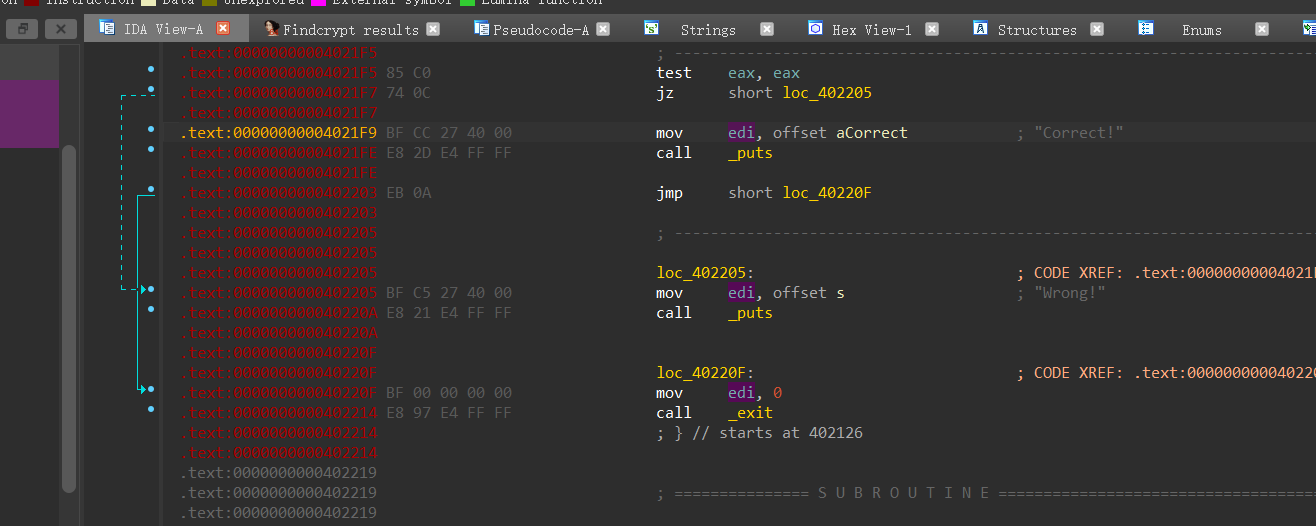 Instruction Data Unexplored External symbol Lumina function
IDA View-A Findcrypt results Pseudocode-A Strings Hex View-1 Structures Enums
.text:00000000004021F5 ; ------------------------------------------------------------
.text:00000000004021F5 85 C0 test eax, eax
.text:00000000004021F7 74 0C jz short loc_402205
.text:00000000004021F7
.text:00000000004021F9 BF CC 27 40 00 mov edi, offset aCorrect ; "Correct!"
.text:00000000004021FE E8 2D E4 FF FF call _puts
.text:00000000004021FE
.text:0000000000402203 EB 0A jmp short loc_40220F
.text:0000000000402203
.text:0000000000402205 ; ------------------------------------------------------------
.text:0000000000402205
.text:0000000000402205 loc_402205: ; CODE XREF: .text:00000000004021
.text:0000000000402205 BF C5 27 40 00 mov edi, offset s ; "Wrong!"
.text:000000000040220A E8 21 E4 FF FF call _puts
.text:000000000040220A
.text:000000000040220F
.text:000000000040220F loc_40220F: ; CODE XREF: .text:000000000040220
.text:000000000040220F BF 00 00 00 00 mov edi, 0
.text:0000000000402214 E8 97 E4 FF FF call _exit
.text:0000000000402214 ; } // starts at 402126
.text:0000000000402214
.text:0000000000402219
.text:0000000000402219 ; =============== S U B R O U T I N E =======================================
.text:0000000000402219